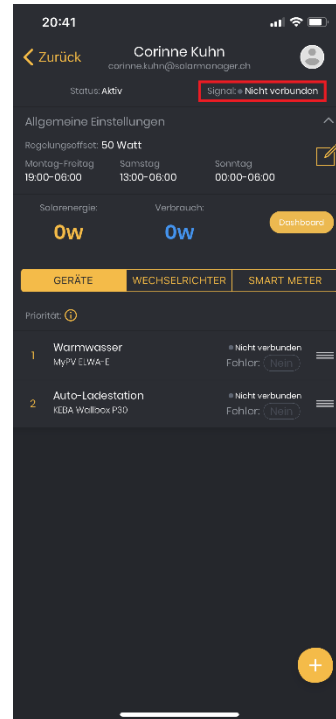 20:41
Zurück
Corinne Kuhn
corinne.kuhn@solarmanager.ch
Status: Aktiv
Signal: Nicht verbunden
Allgemeine Einstellungen
Regelungsoffset: 50 Watt
Montag-Freitag Samstag Sonntag
19:00-06:00 13:00-06:00 00:00-06:00
Solarenergie: Verbrauch:
0w 0w
Dashboard
GERÄTE WECHSELRICHTER SMART METER
Priorität: i
1 Warmwasser Nicht verbunden
MyPV ELWA-E Fehler: Nein
2 Auto-Ladestation Nicht verbunden
KEBA Wallbox P30 Fehler: Nein
+